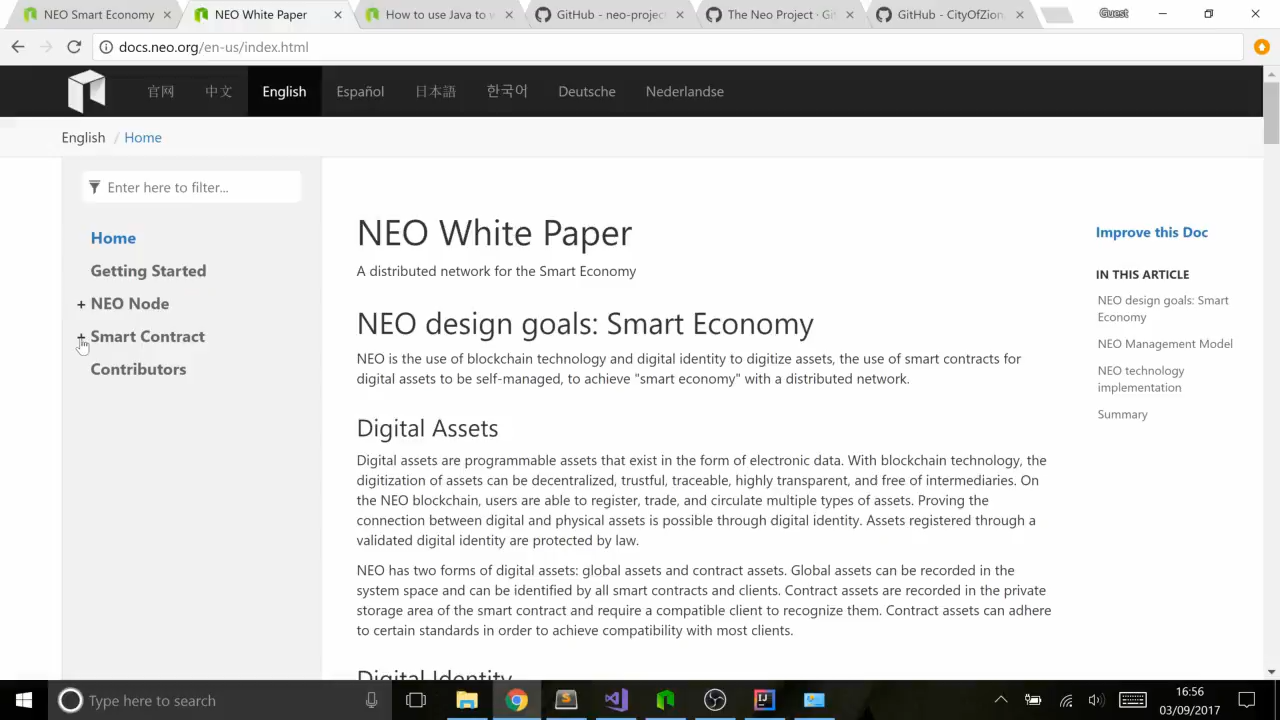 NEO Smart Economy
NEO White Paper
How to use Java to w
GitHub - neo-project
The Neo Project · Git
GitHub - CityOfZion
Guest
docs.neo.org/en-us/index.html
官网
中文
English
Español
日本語
한국어
Deutsche
Nederlandse
English / Home
Enter here to filter...
Home
Getting Started
+ NEO Node
+ Smart Contract
Contributors
NEO White Paper
A distributed network for the Smart Economy
NEO design goals: Smart Economy
NEO is the use of blockchain technology and digital identity to digitize assets, the use of smart contracts for
digital assets to be self-managed, to achieve "smart economy" with a distributed network.
Digital Assets
Digital assets are programmable assets that exist in the form of electronic data. With blockchain technology, the
digitization of assets can be decentralized, trustful, traceable, highly transparent, and free of intermediaries. On
the NEO blockchain, users are able to register, trade, and circulate multiple types of assets. Proving the
connection between digital and physical assets is possible through digital identity. Assets registered through a
validated digital identity are protected by law.
NEO has two forms of digital assets: global assets and contract assets. Global assets can be recorded in the
system space and can be identified by all smart contracts and clients. Contract assets are recorded in the private
storage area of the smart contract and require a compatible client to recognize them. Contract assets can adhere
to certain standards in order to achieve compatibility with most clients.
Digital Identity
Improve this Doc
IN THIS ARTICLE
NEO design goals: Smart
Economy
NEO Management Model
NEO technology
implementation
Summary
Type here to search
16:56
03/09/2017